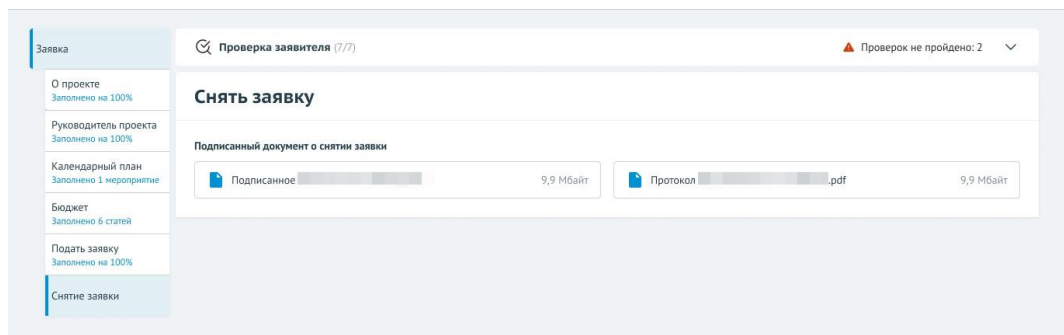 Заявка
О проекте
Заполнено на 100%
Руководитель проекта
Заполнено на 100%
Календарный план
Заполнено 1 мероприятие
Бюджет
Заполнено 6 статей
Подать заявку
Заполнено на 100%
Снятие заявки
Проверка заявителя (7/7)
Проверок не пройдено: 2
Снять заявку
Подписанный документ о снятии заявки
Подписанное 9,9 Мбайт
Протокол .pdf 9,9 Мбайт